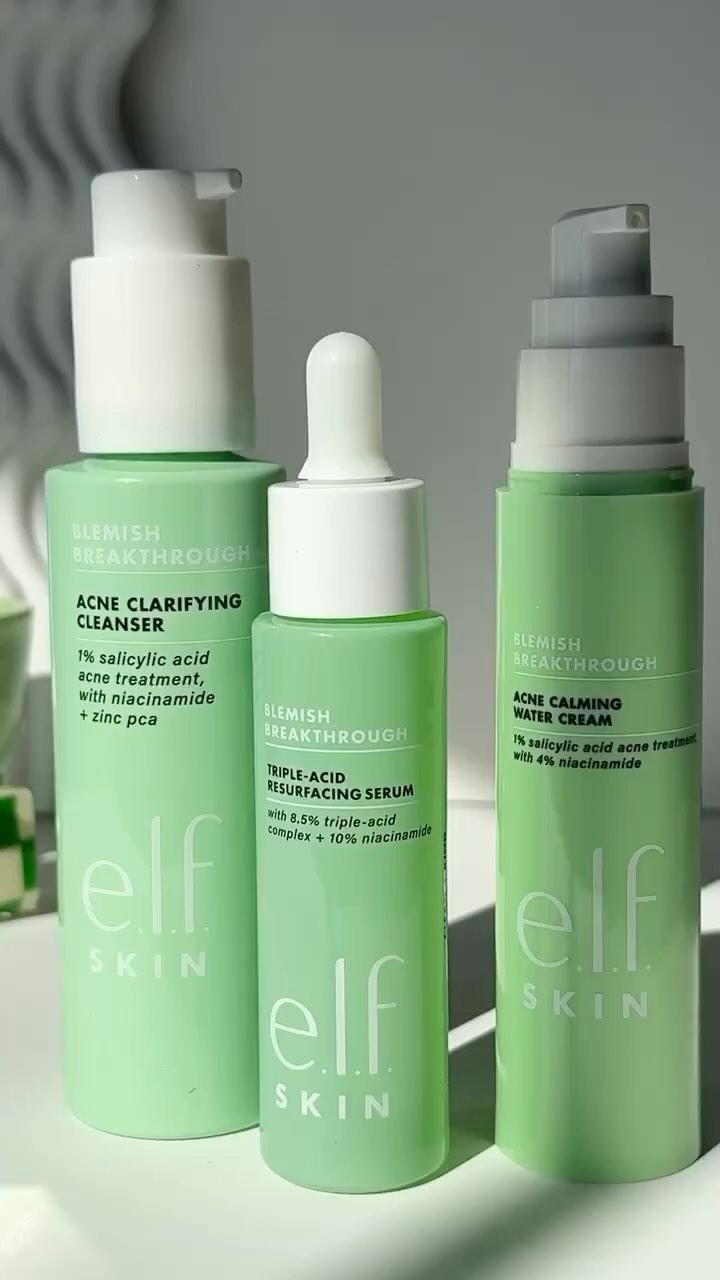 BLEMISH
BREAKTHROUGH
ACNE CLARIFYING
CLEANSER
1% salicylic acid
acne treatment,
with niacinamide
+ zinc pca
e.l.f.
SKIN
BLEMISH
BREAKTHROUGH
TRIPLE-ACID
RESURFACING SERUM
with 8.5% triple-acid
complex + 10% niacinamide
e.l.f.
SKIN
BLEMISH
BREAKTHROUGH
ACNE CALMING
WATER CREAM
1% salicylic acid acne treatment,
with 4% niacinamide
e.l.f.
SKIN